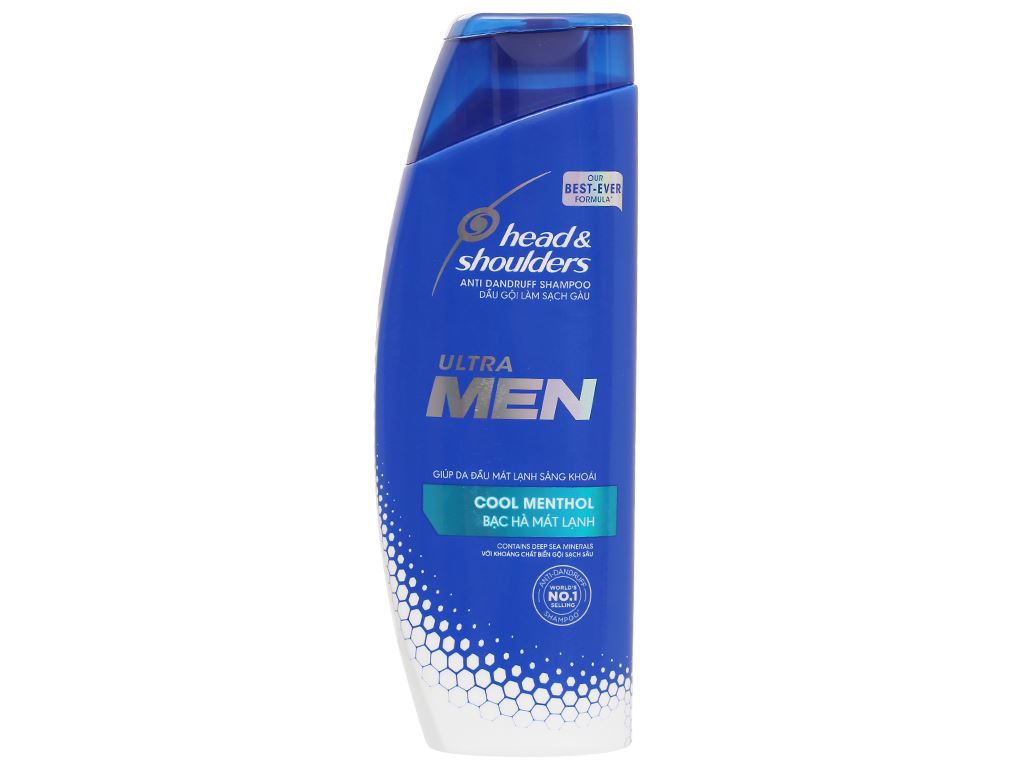 OUR
BEST-EVER
FORMULA*
head &
shoulders
ANTI DANDRUFF SHAMPOO
DẦU GỘI LÀM SẠCH GÀU
ULTRA
MEN
GIÚP DA ĐẦU MÁT LẠNH SẢNG KHOÁI
COOL MENTHOL
BẠC HÀ MÁT LẠNH
CONTAINS DEEP SEA MINERALS
VỚI KHOÁNG CHẤT BIỂN GỘI SẠCH SÂU
ANTI-DANDRUFF
WORLD'S
NO.1
SELLING
SHAMPOO*